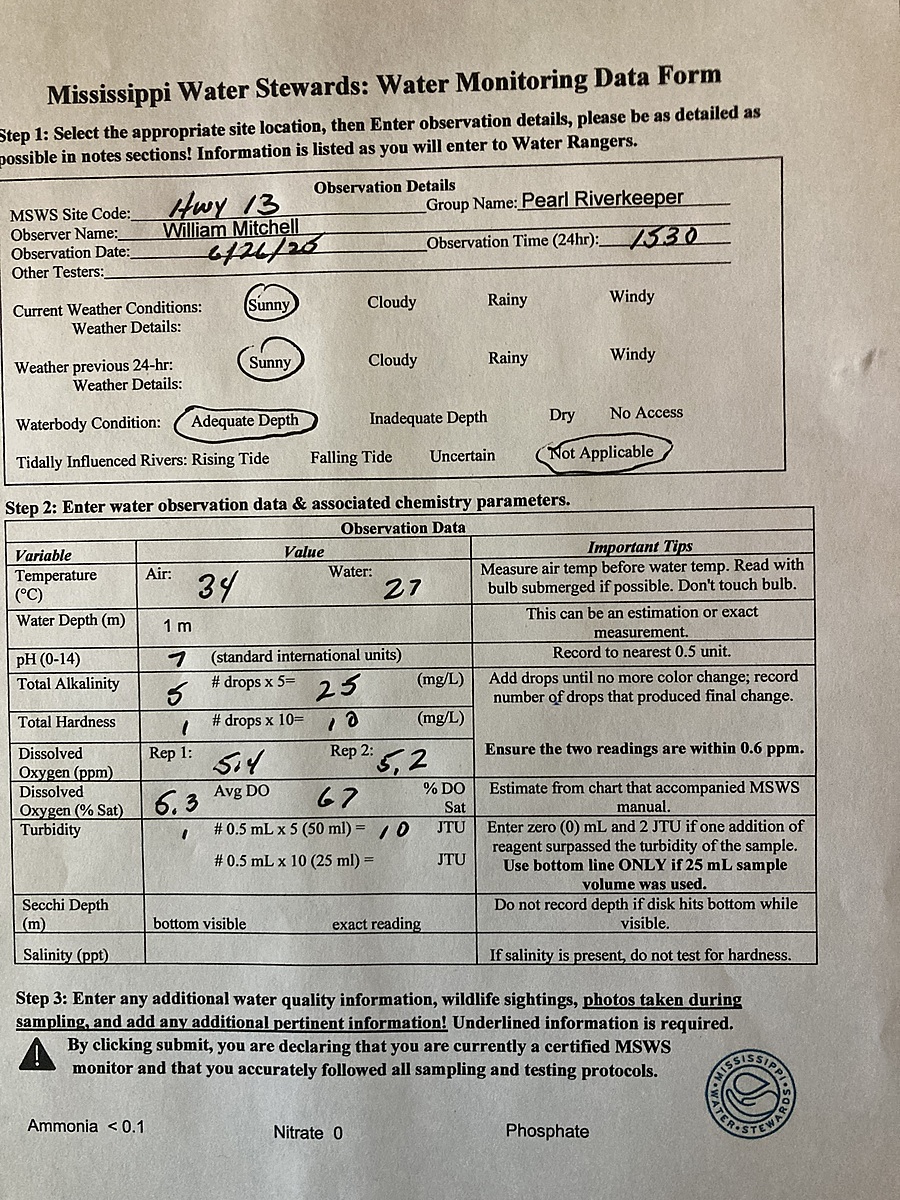 Mississippi Water Stewards: Water Monitoring Data Form
Step 1: Select the appropriate site location, then Enter observation details, please be as detailed as
possible in notes sections! Information is listed as you will enter to Water Rangers.
Observation Details
MSWS Site Code: Hwy 13 Group Name: Pearl Riverkeeper
Observer Name: William Mitchell
Observation Date: 6/26/25 Observation Time (24hr): 1530
Other Testers:
Current Weather Conditions: Sunny Cloudy Rainy Windy
Weather Details:
Weather previous 24-hr: Sunny Cloudy Rainy Windy
Weather Details:
Waterbody Condition: Adequate Depth Inadequate Depth Dry No Access
Tidally Influenced Rivers: Rising Tide Falling Tide Uncertain Not Applicable
Step 2: Enter water observation data & associated chemistry parameters.
Observation Data
Variable Value Important Tips
Temperature (°C) Air: 34 Water: 27 Measure air temp before water temp. Read with
bulb submerged if possible. Don't touch bulb.
Water Depth (m) 1 m This can be an estimation or exact
measurement.
pH (0-14) 7 (standard international units) Record to nearest 0.5 unit.
Total Alkalinity 5 # drops x 5= 25 (mg/L) Add drops until no more color change; record
number of drops that produced final change.
Total Hardness 1 # drops x 10= 10 (mg/L)
Dissolved Oxygen (ppm) Rep 1: 5.4 Rep 2: 5.2 Ensure the two readings are within 0.6 ppm.
Dissolved Oxygen (% Sat) 5.3 Avg DO 67 % DO Sat Estimate from chart that accompanied MSWS
manual.
Turbidity 1 # 0.5 mL x 5 (50 ml) = 10 JTU Enter zero (0) mL and 2 JTU if one addition of
reagent surpassed the turbidity of the sample.
# 0.5 mL x 10 (25 ml) = JTU Use bottom line ONLY if 25 mL sample
volume was used.
Secchi Depth (m) bottom visible exact reading Do not record depth if disk hits bottom while
visible.
Salinity (ppt) If salinity is present, do not test for hardness.
Step 3: Enter any additional water quality information, wildlife sightings, photos taken during
sampling, and add any additional pertinent information! Underlined information is required.
By clicking submit, you are declaring that you are currently a certified MSWS
monitor and that you accurately followed all sampling and testing protocols.
MISSISSIPPI WATER STEWARDS
Ammonia < 0.1 Nitrate 0 Phosphate